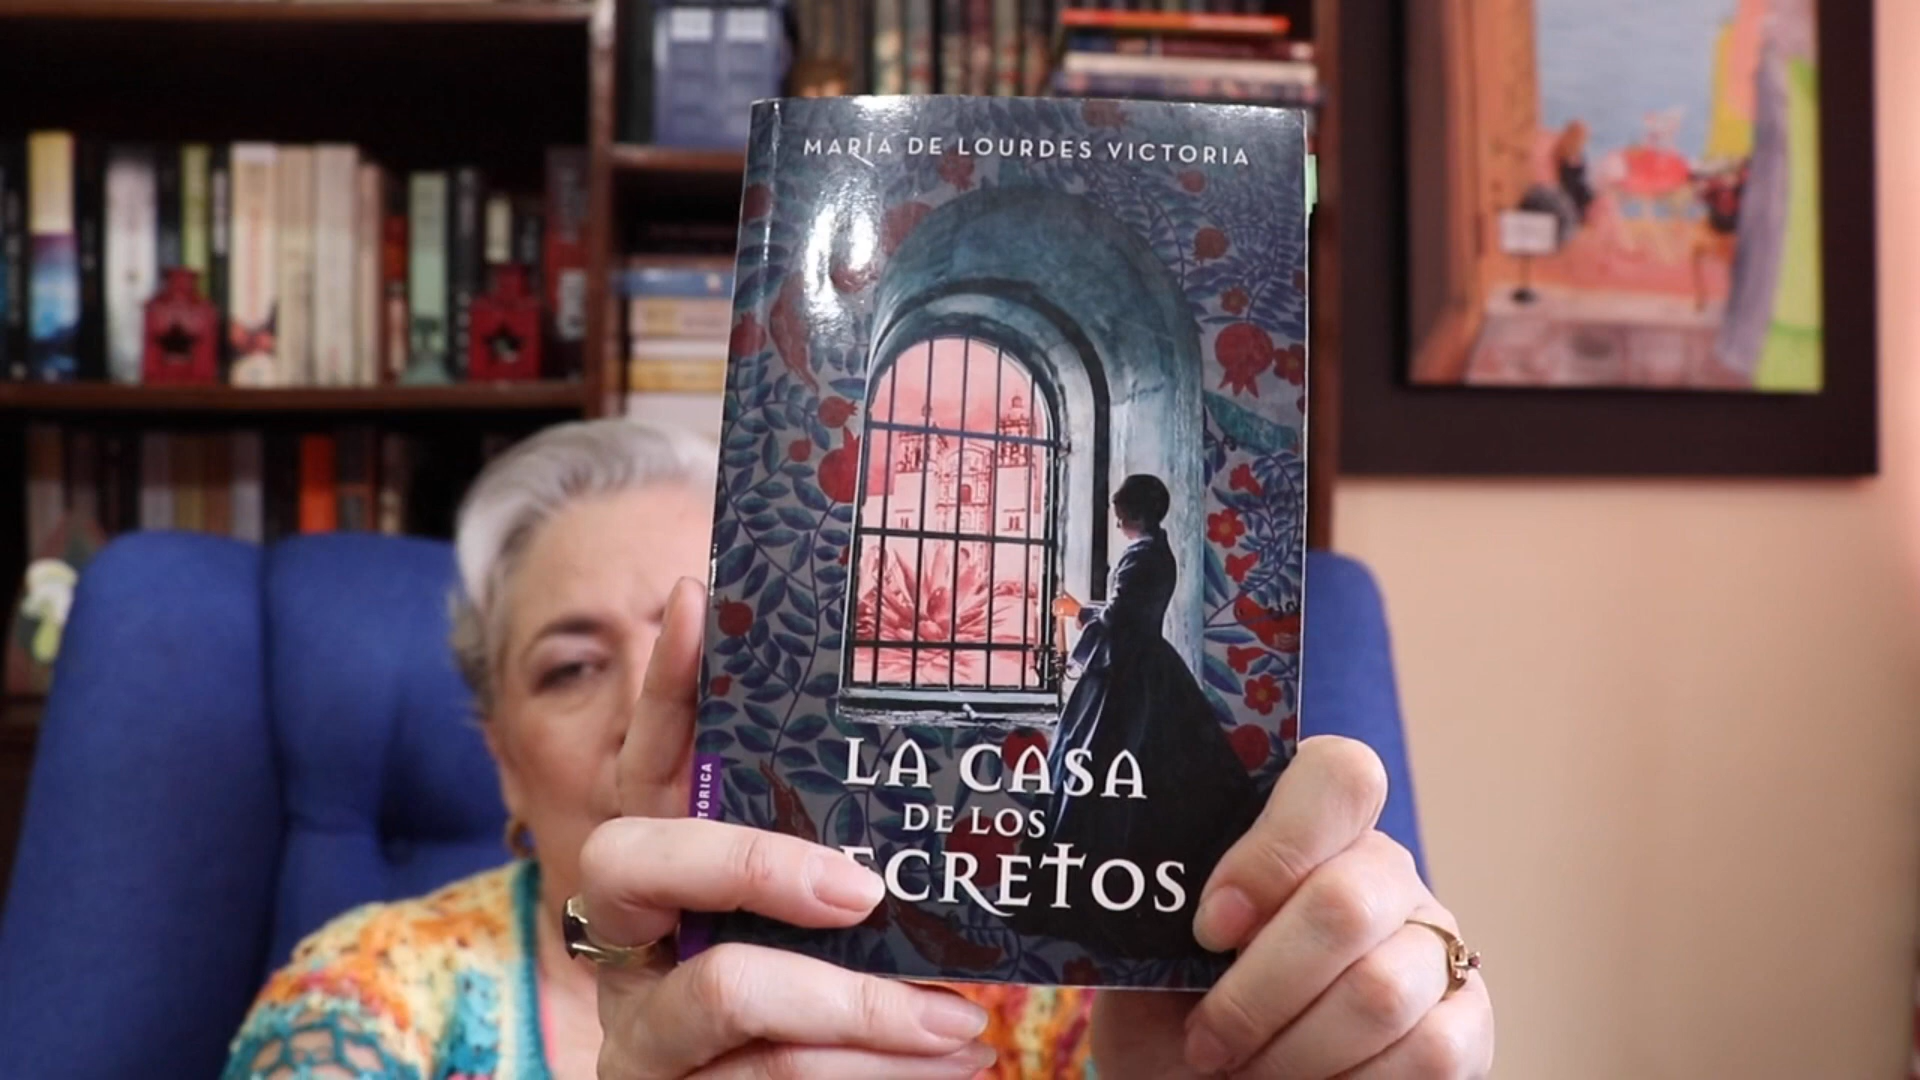 MARÍA DE LOURDES VICTORIA
LA CASA
DE LOS
ECRETOS
TÓRICA